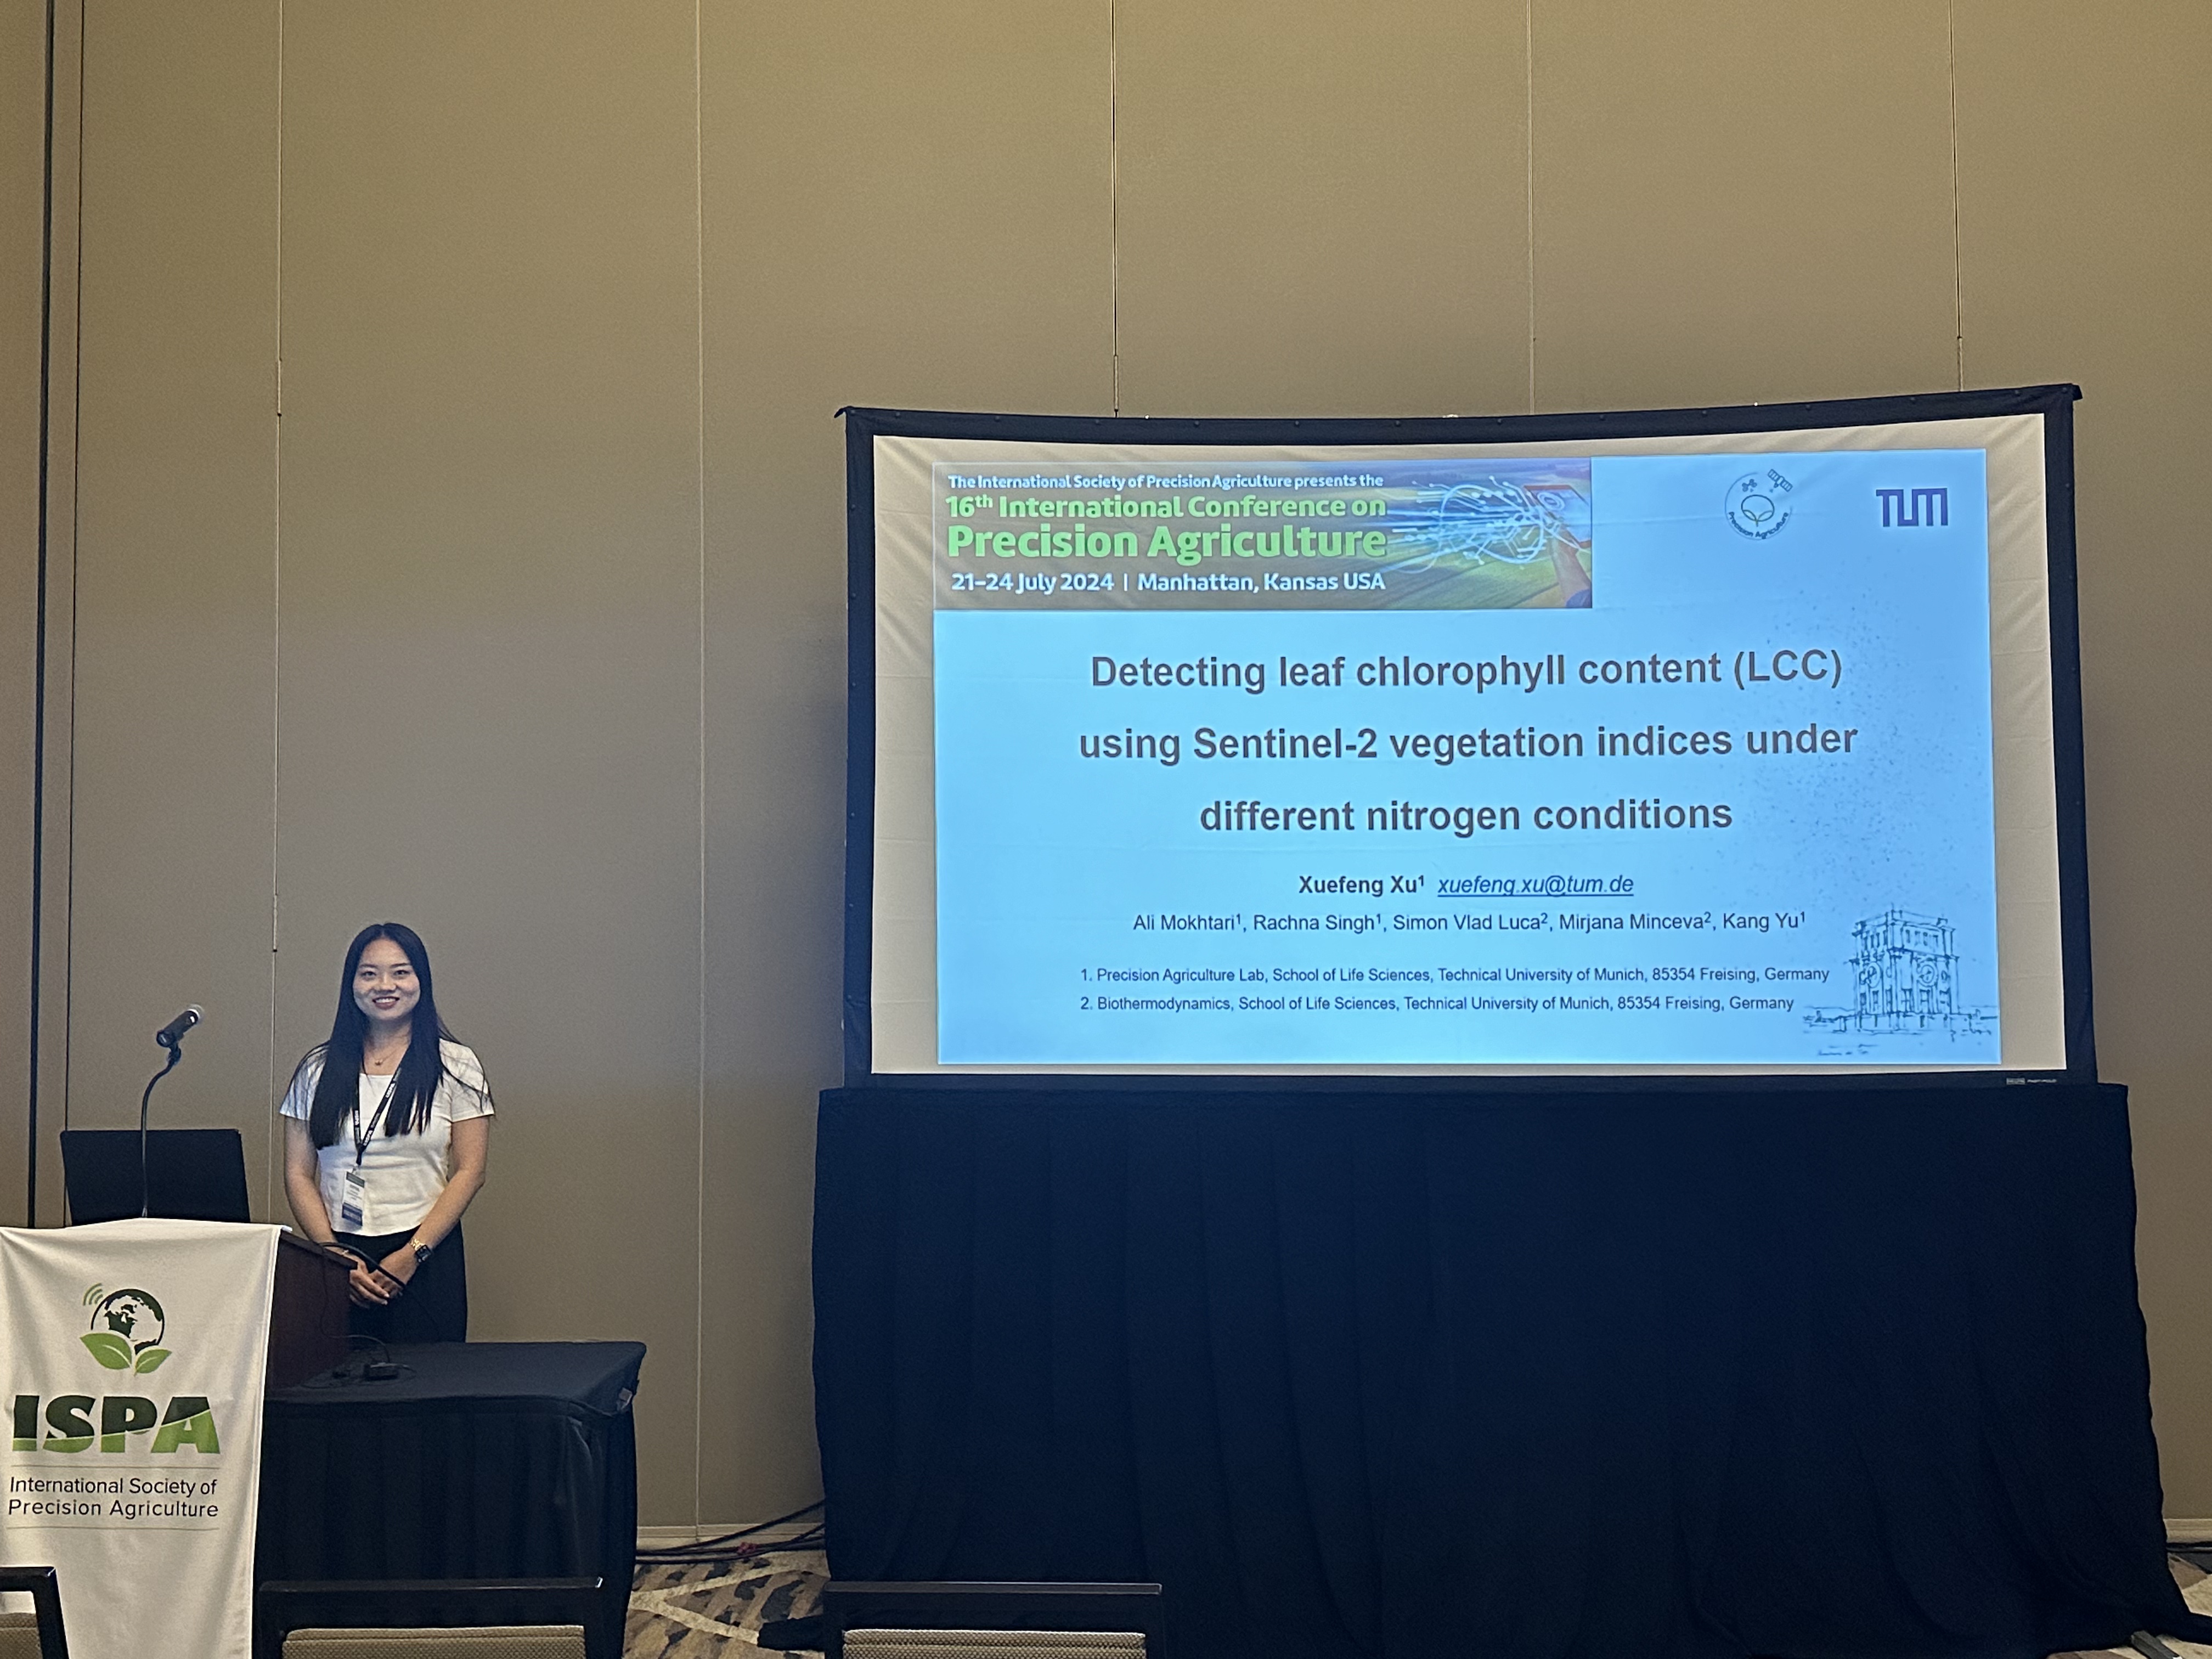 The International Society of Precision Agriculture presents the
16th International Conference on
Precision Agriculture
21–24 July 2024 | Manhattan, Kansas USA
Precision Agriculture
TUM
Detecting leaf chlorophyll content (LCC)
using Sentinel-2 vegetation indices under
different nitrogen conditions
Xuefeng Xu¹ xuefeng.xu@tum.de
Ali Mokhtari¹, Rachna Singh¹, Simon Vlad Luca², Mirjana Minceva², Kang Yu¹
1. Precision Agriculture Lab, School of Life Sciences, Technical University of Munich, 85354 Freising, Germany
2. Biothermodynamics, School of Life Sciences, Technical University of Munich, 85354 Freising, Germany
ISPA
International Society of
Precision Agriculture